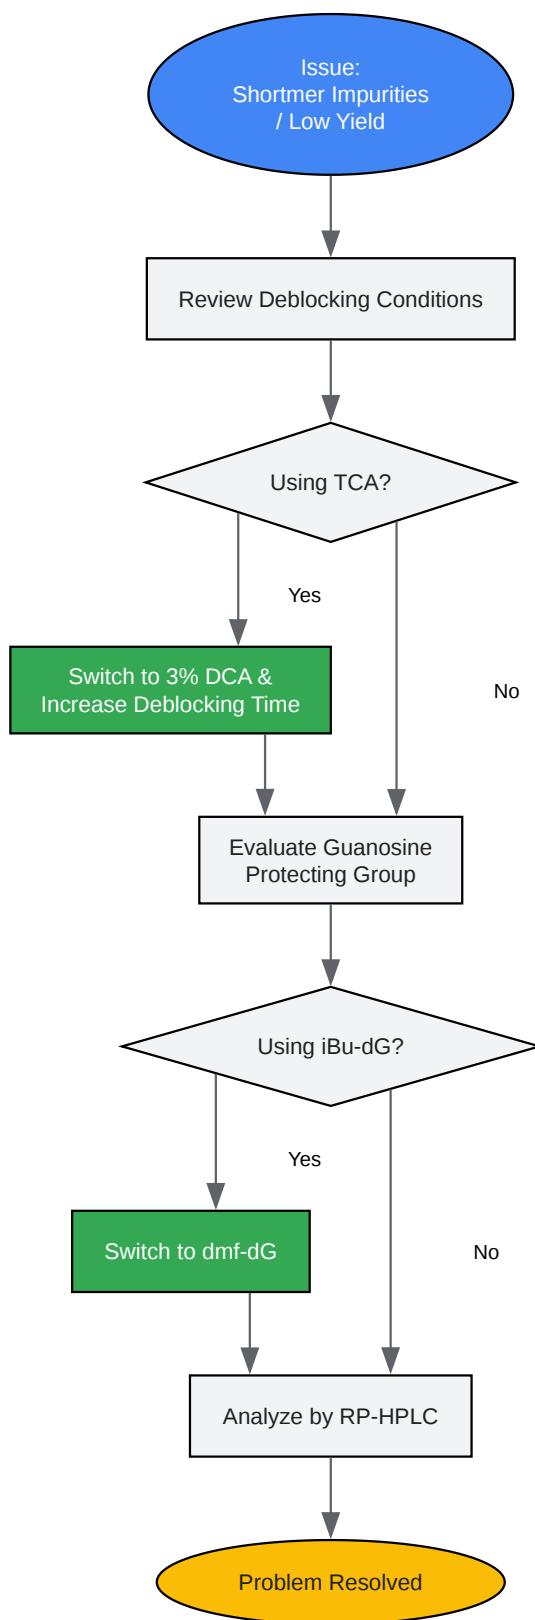 Issue:
Shortmer Impurities
/ Low Yield
Review Deblocking Conditions
Using TCA?
Yes
Switch to 3% DCA &
Increase Deblocking Time
No
Evaluate Guanosine
Protecting Group
Using iBu-dG?
Yes
Switch to dmf-dG
No
Analyze by RP-HPLC
Problem Resolved